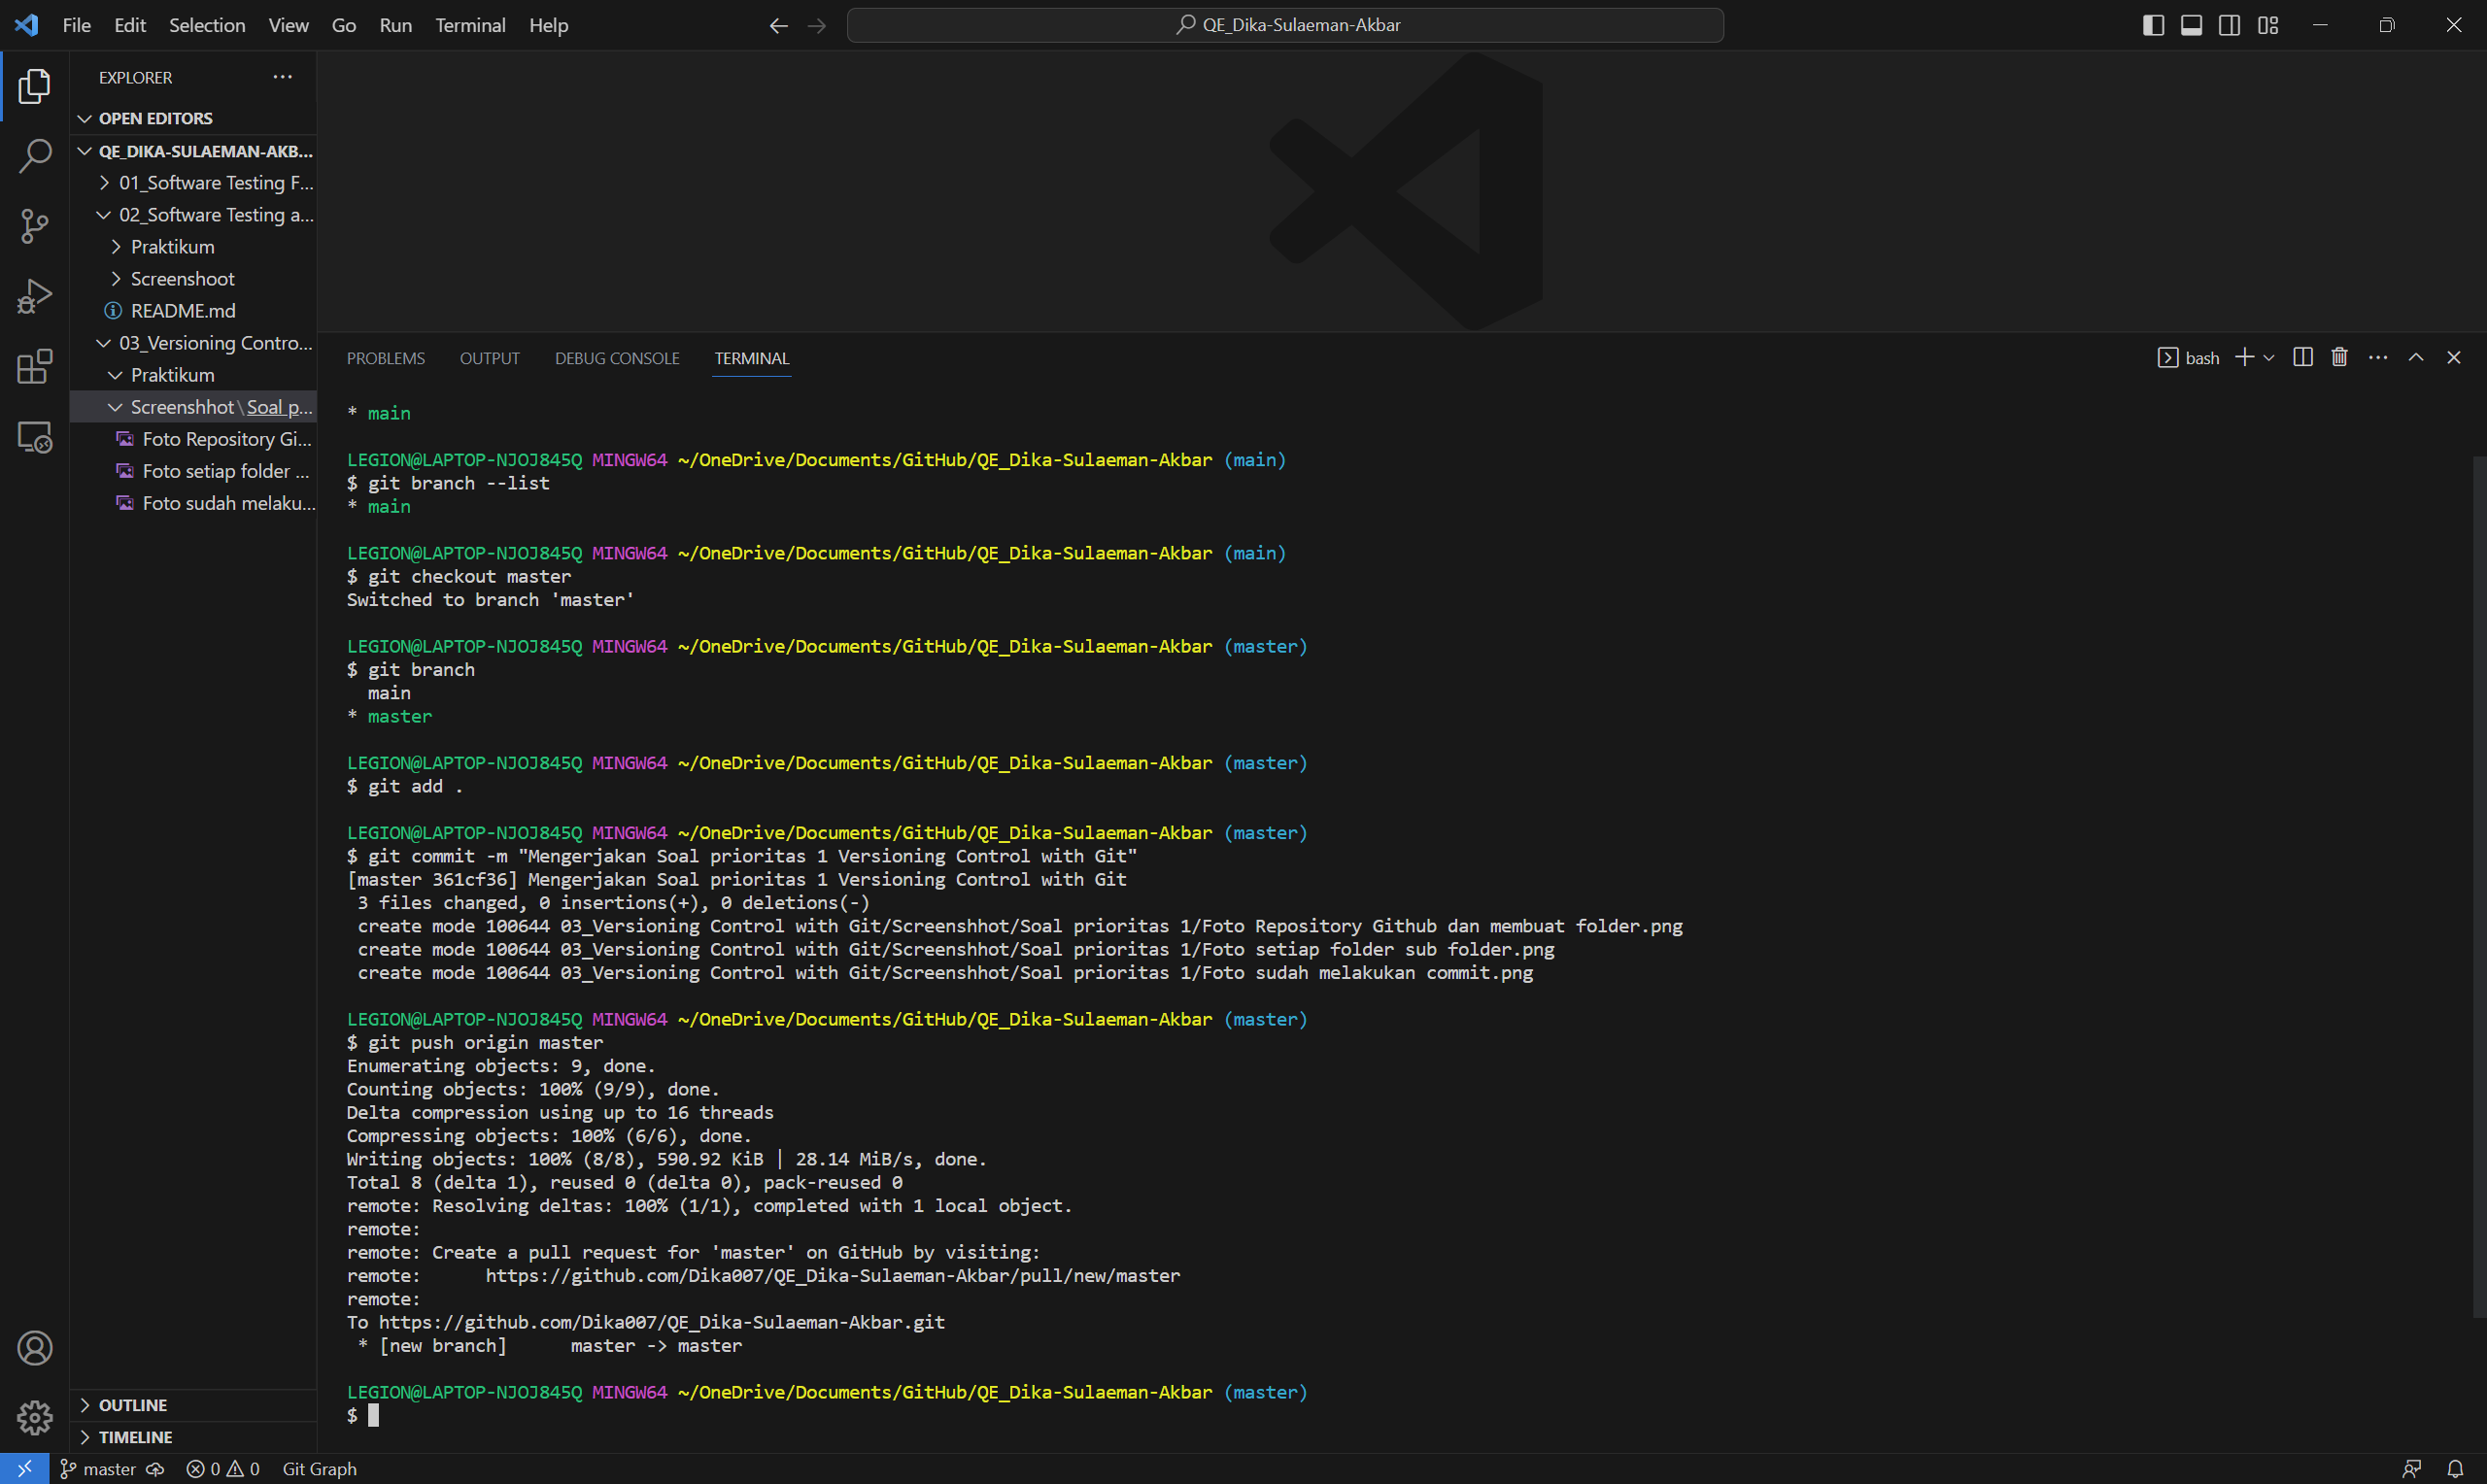 File Edit Selection View Go Run Terminal Help
QE_Dika-Sulaeman-Akbar
EXPLORER
OPEN EDITORS
QE_DIKA-SULAEMAN-AKB...
01_Software Testing F...
02_Software Testing a...
Praktikum
Screenshoot
README.md
03_Versioning Contro...
Praktikum
Screenshhot\Soal p...
Foto Repository Gi...
Foto setiap folder ...
Foto sudah melaku...
OUTLINE
TIMELINE
PROBLEMS OUTPUT DEBUG CONSOLE TERMINAL
bash
* main
LEGION@LAPTOP-NJOJ845Q MINGW64 ~/OneDrive/Documents/GitHub/QE_Dika-Sulaeman-Akbar (main)
$ git branch --list
* main
LEGION@LAPTOP-NJOJ845Q MINGW64 ~/OneDrive/Documents/GitHub/QE_Dika-Sulaeman-Akbar (main)
$ git checkout master
Switched to branch 'master'
LEGION@LAPTOP-NJOJ845Q MINGW64 ~/OneDrive/Documents/GitHub/QE_Dika-Sulaeman-Akbar (master)
$ git branch
main
* master
LEGION@LAPTOP-NJOJ845Q MINGW64 ~/OneDrive/Documents/GitHub/QE_Dika-Sulaeman-Akbar (master)
$ git add .
LEGION@LAPTOP-NJOJ845Q MINGW64 ~/OneDrive/Documents/GitHub/QE_Dika-Sulaeman-Akbar (master)
$ git commit -m "Mengerjakan Soal prioritas 1 Versioning Control with Git"
[master 361cf36] Mengerjakan Soal prioritas 1 Versioning Control with Git
3 files changed, 0 insertions(+), 0 deletions(-)
create mode 100644 03_Versioning Control with Git/Screenshhot/Soal prioritas 1/Foto Repository Github dan membuat folder.png
create mode 100644 03_Versioning Control with Git/Screenshhot/Soal prioritas 1/Foto setiap folder sub folder.png
create mode 100644 03_Versioning Control with Git/Screenshhot/Soal prioritas 1/Foto sudah melakukan commit.png
LEGION@LAPTOP-NJOJ845Q MINGW64 ~/OneDrive/Documents/GitHub/QE_Dika-Sulaeman-Akbar (master)
$ git push origin master
Enumerating objects: 9, done.
Counting objects: 100% (9/9), done.
Delta compression using up to 16 threads
Compressing objects: 100% (6/6), done.
Writing objects: 100% (8/8), 590.92 KiB | 28.14 MiB/s, done.
Total 8 (delta 1), reused 0 (delta 0), pack-reused 0
remote: Resolving deltas: 100% (1/1), completed with 1 local object.
remote:
remote: Create a pull request for 'master' on GitHub by visiting:
remote:      https://github.com/Dika007/QE_Dika-Sulaeman-Akbar/pull/new/master
remote:
To https://github.com/Dika007/QE_Dika-Sulaeman-Akbar.git
* [new branch]      master -> master
LEGION@LAPTOP-NJOJ845Q MINGW64 ~/OneDrive/Documents/GitHub/QE_Dika-Sulaeman-Akbar (master)
$
master 0 0 Git Graph